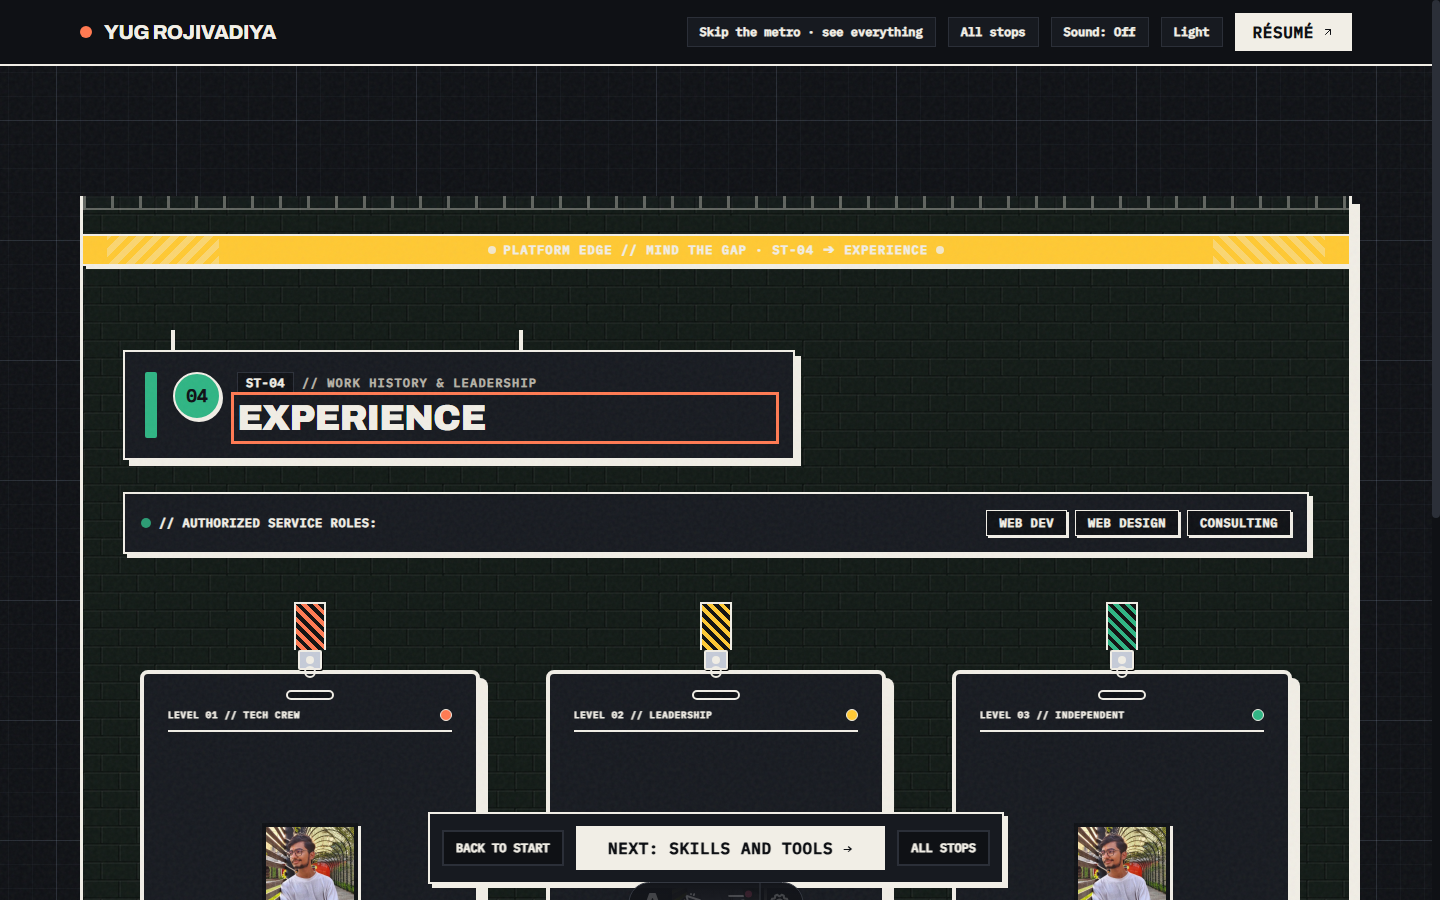 YUG ROJIVADIYA
Skip the metro · see everything
All stops
Sound: Off
Light
RÉSUMÉ ↗
PLATFORM EDGE // MIND THE GAP · ST-04 ➔ EXPERIENCE
04
ST-04 // WORK HISTORY & LEADERSHIP
EXPERIENCE
// AUTHORIZED SERVICE ROLES:
WEB DEV
WEB DESIGN
CONSULTING
LEVEL 01 // TECH CREW
LEVEL 02 // LEADERSHIP
LEVEL 03 // INDEPENDENT
BACK TO START
NEXT: SKILLS AND TOOLS →
ALL STOPS